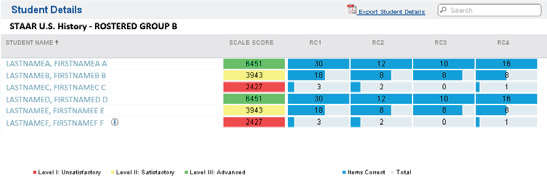 Student Details
Export Student Details
Search
STAAR U.S. History - ROSTERED GROUP B
STUDENT NAME SCALE SCORE RC1 RC2 RC3 RC4
LASTNAMEA, FIRSTNAMEA A 6451 30 12 10 16
LASTNAMEB, FIRSTNAMEB B 3943 18 8 8 8
LASTNAMEC, FIRSTNAMEC C 2427 3 2 0 1
LASTNAMED, FIRSTNAMED D 6451 30 12 10 16
LASTNAMEE, FIRSTNAMEE E 3943 18 8 8 8
LASTNAMEF, FIRSTNAMEF F 2427 3 2 0 1
Level I: Unsatisfactory Level II: Satisfactory Level III: Advanced Items Correct Total